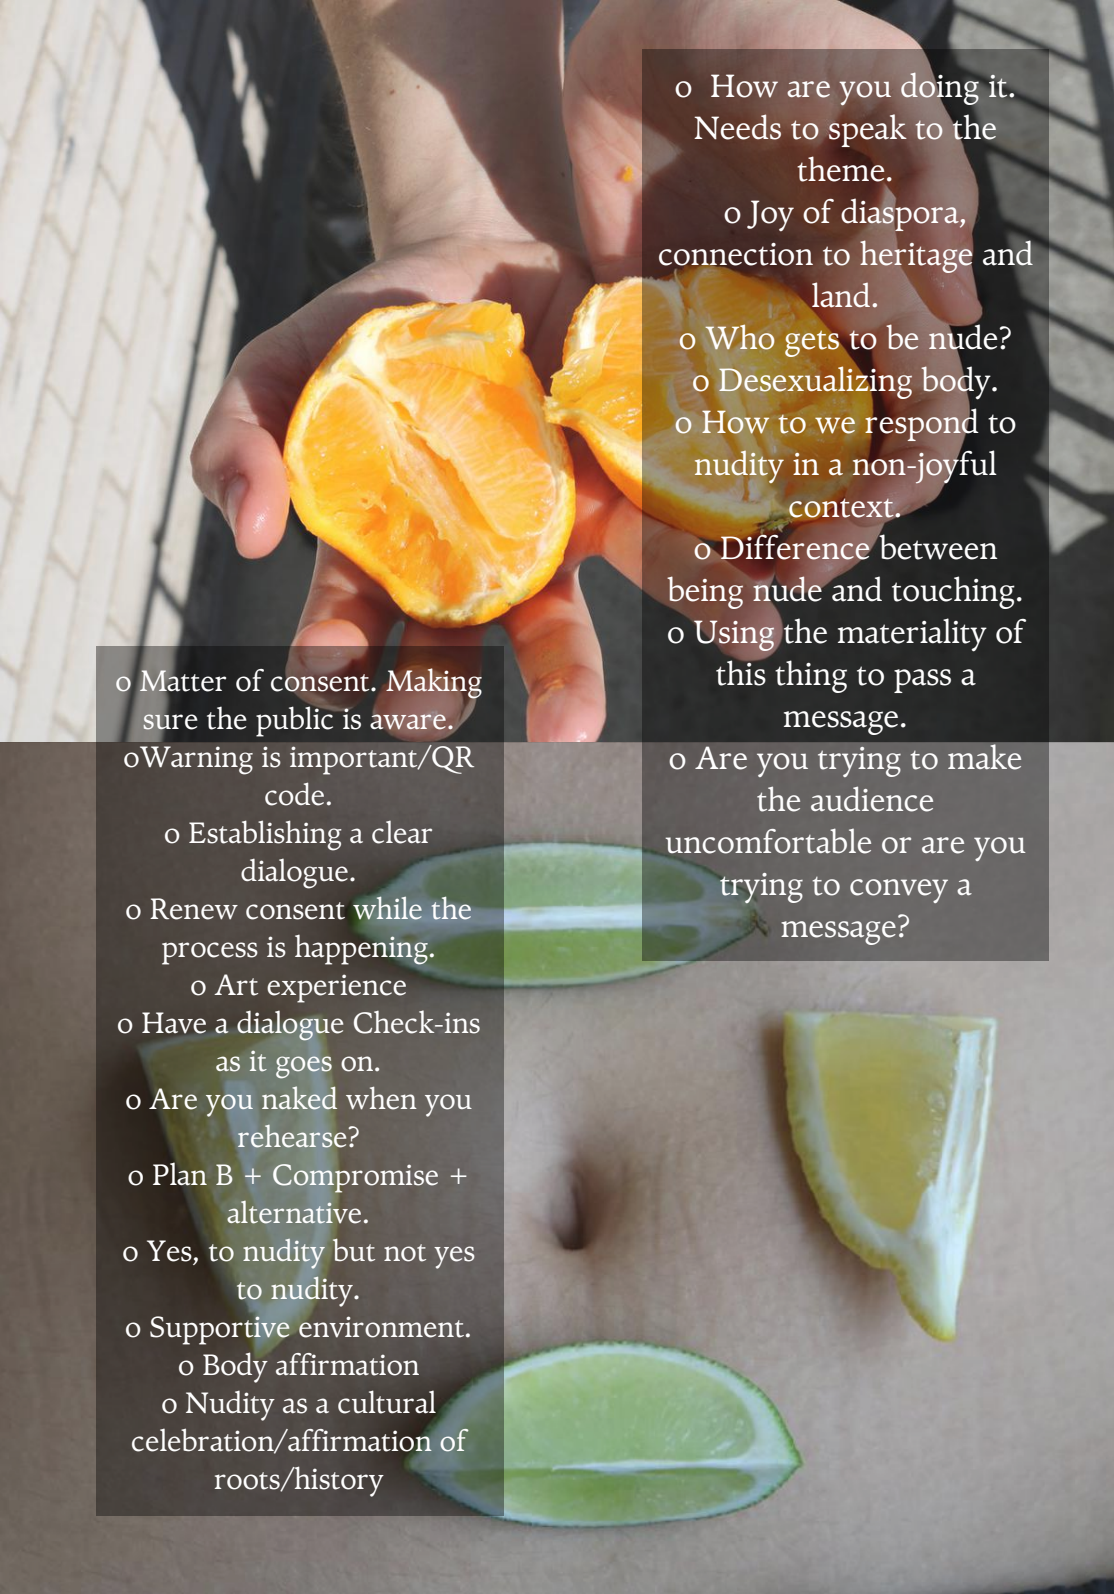 o  How are you doing it.
Needs to speak to the
theme.
o Joy of diaspora,
connection to heritage and
land.
o Who gets to be nude?
o Desexualizing body.
o How to we respond to
nudity in a non-joyful
context.
o Difference between
being nude and touching.
o Using the materiality of
this thing to pass a
message.
o Are you trying to make
the audience
uncomfortable or are you
trying to convey a
message?
o Matter of consent. Making
sure the public is aware.
oWarning is important/QR
code.
o Establishing a clear
dialogue.
o Renew consent while the
process is happening.
o Art experience
o Have a dialogue Check-ins
as it goes on.
o Are you naked when you
rehearse?
o Plan B + Compromise +
alternative.
o Yes, to nudity but not yes
to nudity.
o Supportive environment.
o Body affirmation
o Nudity as a cultural
celebration/affirmation of
roots/history